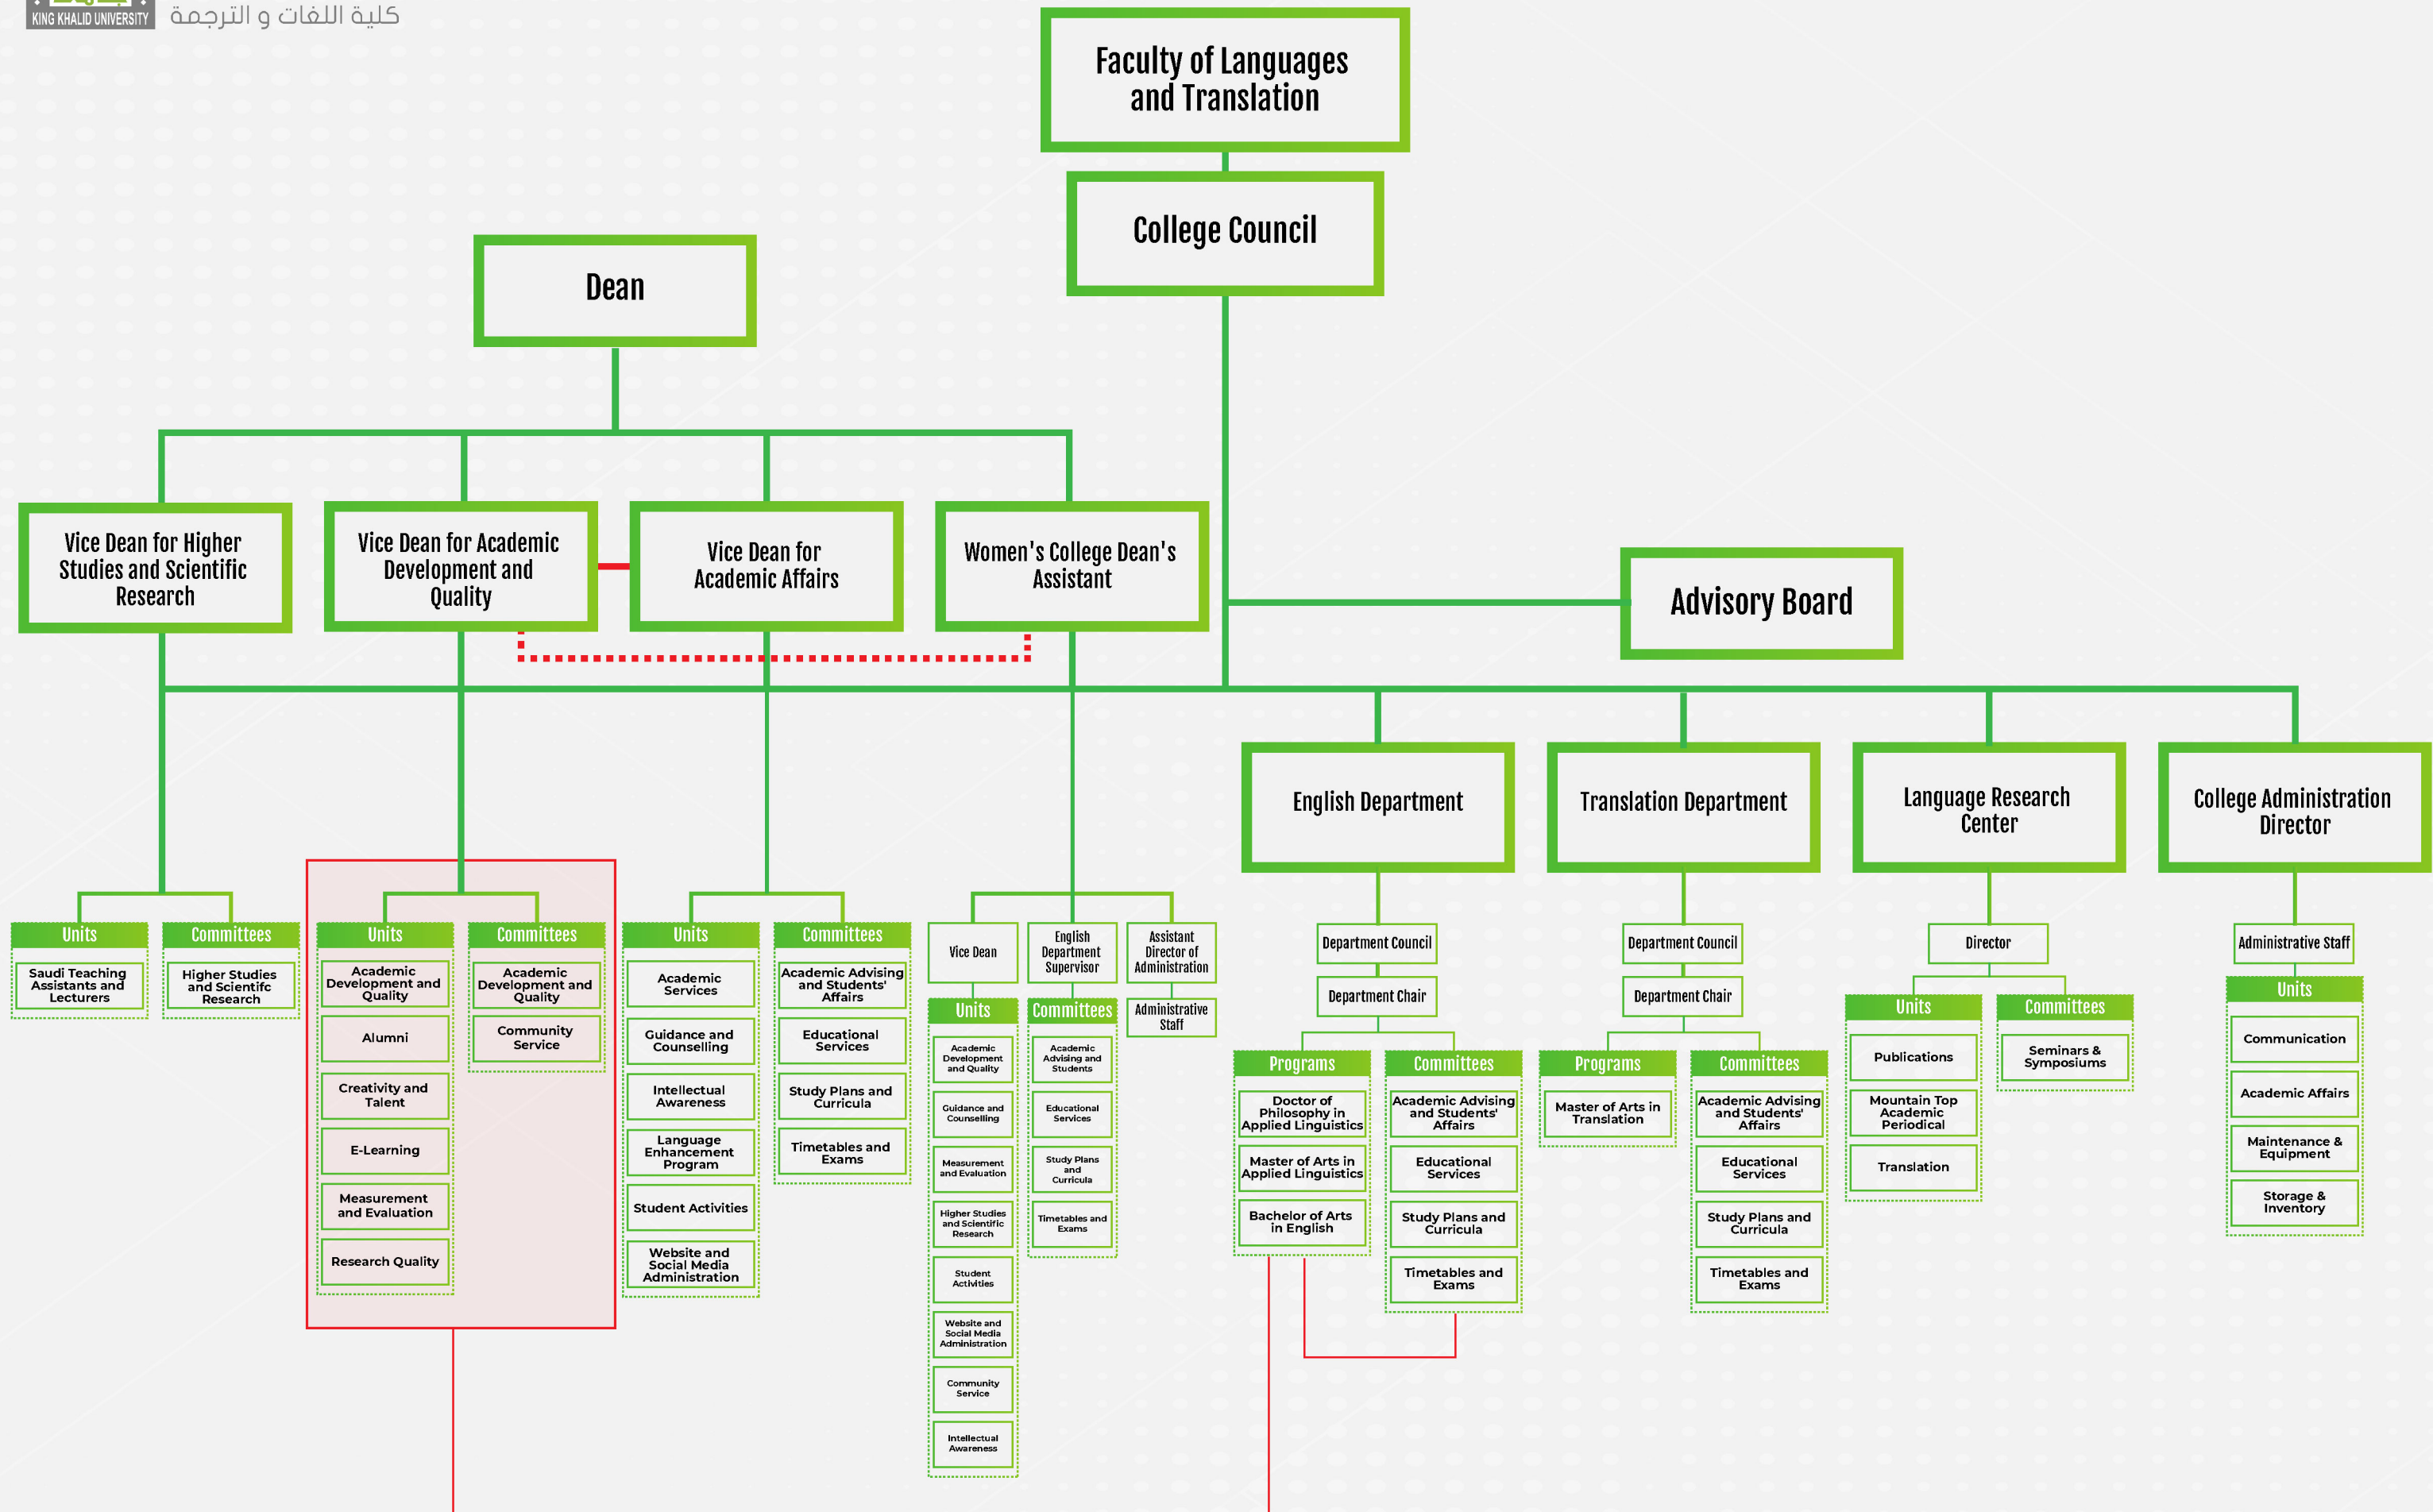 KING KHALID UNIVERSITY
كلية اللغات و الترجمة
Faculty of Languages
and Translation
College Council
Dean
Vice Dean for Higher
Studies and Scientific
Research
Vice Dean for Academic
Development and
Quality
Vice Dean for
Academic Affairs
Women's College Dean's
Assistant
Advisory Board
English Department
Translation Department
Language Research
Center
College Administration
Director
Units
Saudi Teaching
Assistants and
Lecturers
Committees
Higher Studies
and Scientifc
Research
Units
Academic
Development and
Quality
Alumni
Creativity and
Talent
E-Learning
Measurement
and Evaluation
Research Quality
Committees
Academic
Development and
Quality
Community
Service
Units
Academic
Services
Guidance and
Counselling
Intellectual
Awareness
Language
Enhancement
Program
Student Activities
Website and
Social Media
Administration
Committees
Academic Advising
and Students'
Affairs
Educational
Services
Study Plans and
Curricula
Timetables and
Exams
Vice Dean
Units
Academic
Development
and Quality
Guidance and
Counselling
Measurement
and Evaluation
Higher Studies
and Scientific
Research
Student
Activities
Website and
Social Media
Administration
Community
Service
Intellectual
Awareness
English
Department
Supervisor
Committees
Academic
Advising and
Students
Educational
Services
Study Plans
and
Curricula
Timetables and
Exams
Assistant
Director of
Administration
Administrative
Staff
Department Council
Department Chair
Programs
Doctor of
Philosophy in
Applied Linguistics
Master of Arts in
Applied Linguistics
Bachelor of Arts
in English
Committees
Academic Advising
and Students'
Affairs
Educational
Services
Study Plans and
Curricula
Timetables and
Exams
Department Council
Department Chair
Programs
Master of Arts in
Translation
Committees
Academic Advising
and Students'
Affairs
Educational
Services
Study Plans and
Curricula
Timetables and
Exams
Director
Units
Publications
Mountain Top
Academic
Periodical
Translation
Committees
Seminars &
Symposiums
Administrative Staff
Units
Communication
Academic Affairs
Maintenance &
Equipment
Storage &
Inventory